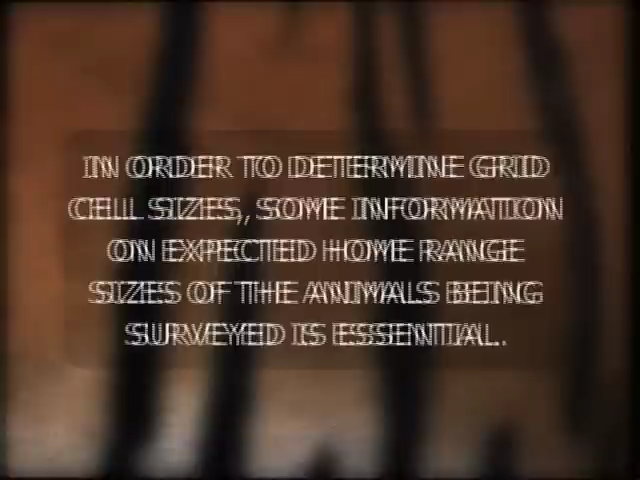 IN ORDER TO DETERMINE GRID
CELL SIZES, SOME INFORMATION
ON EXPECTED HOME RANGE
SIZES OF THE ANIMALS BEING
SURVEYED IS ESSENTIAL.